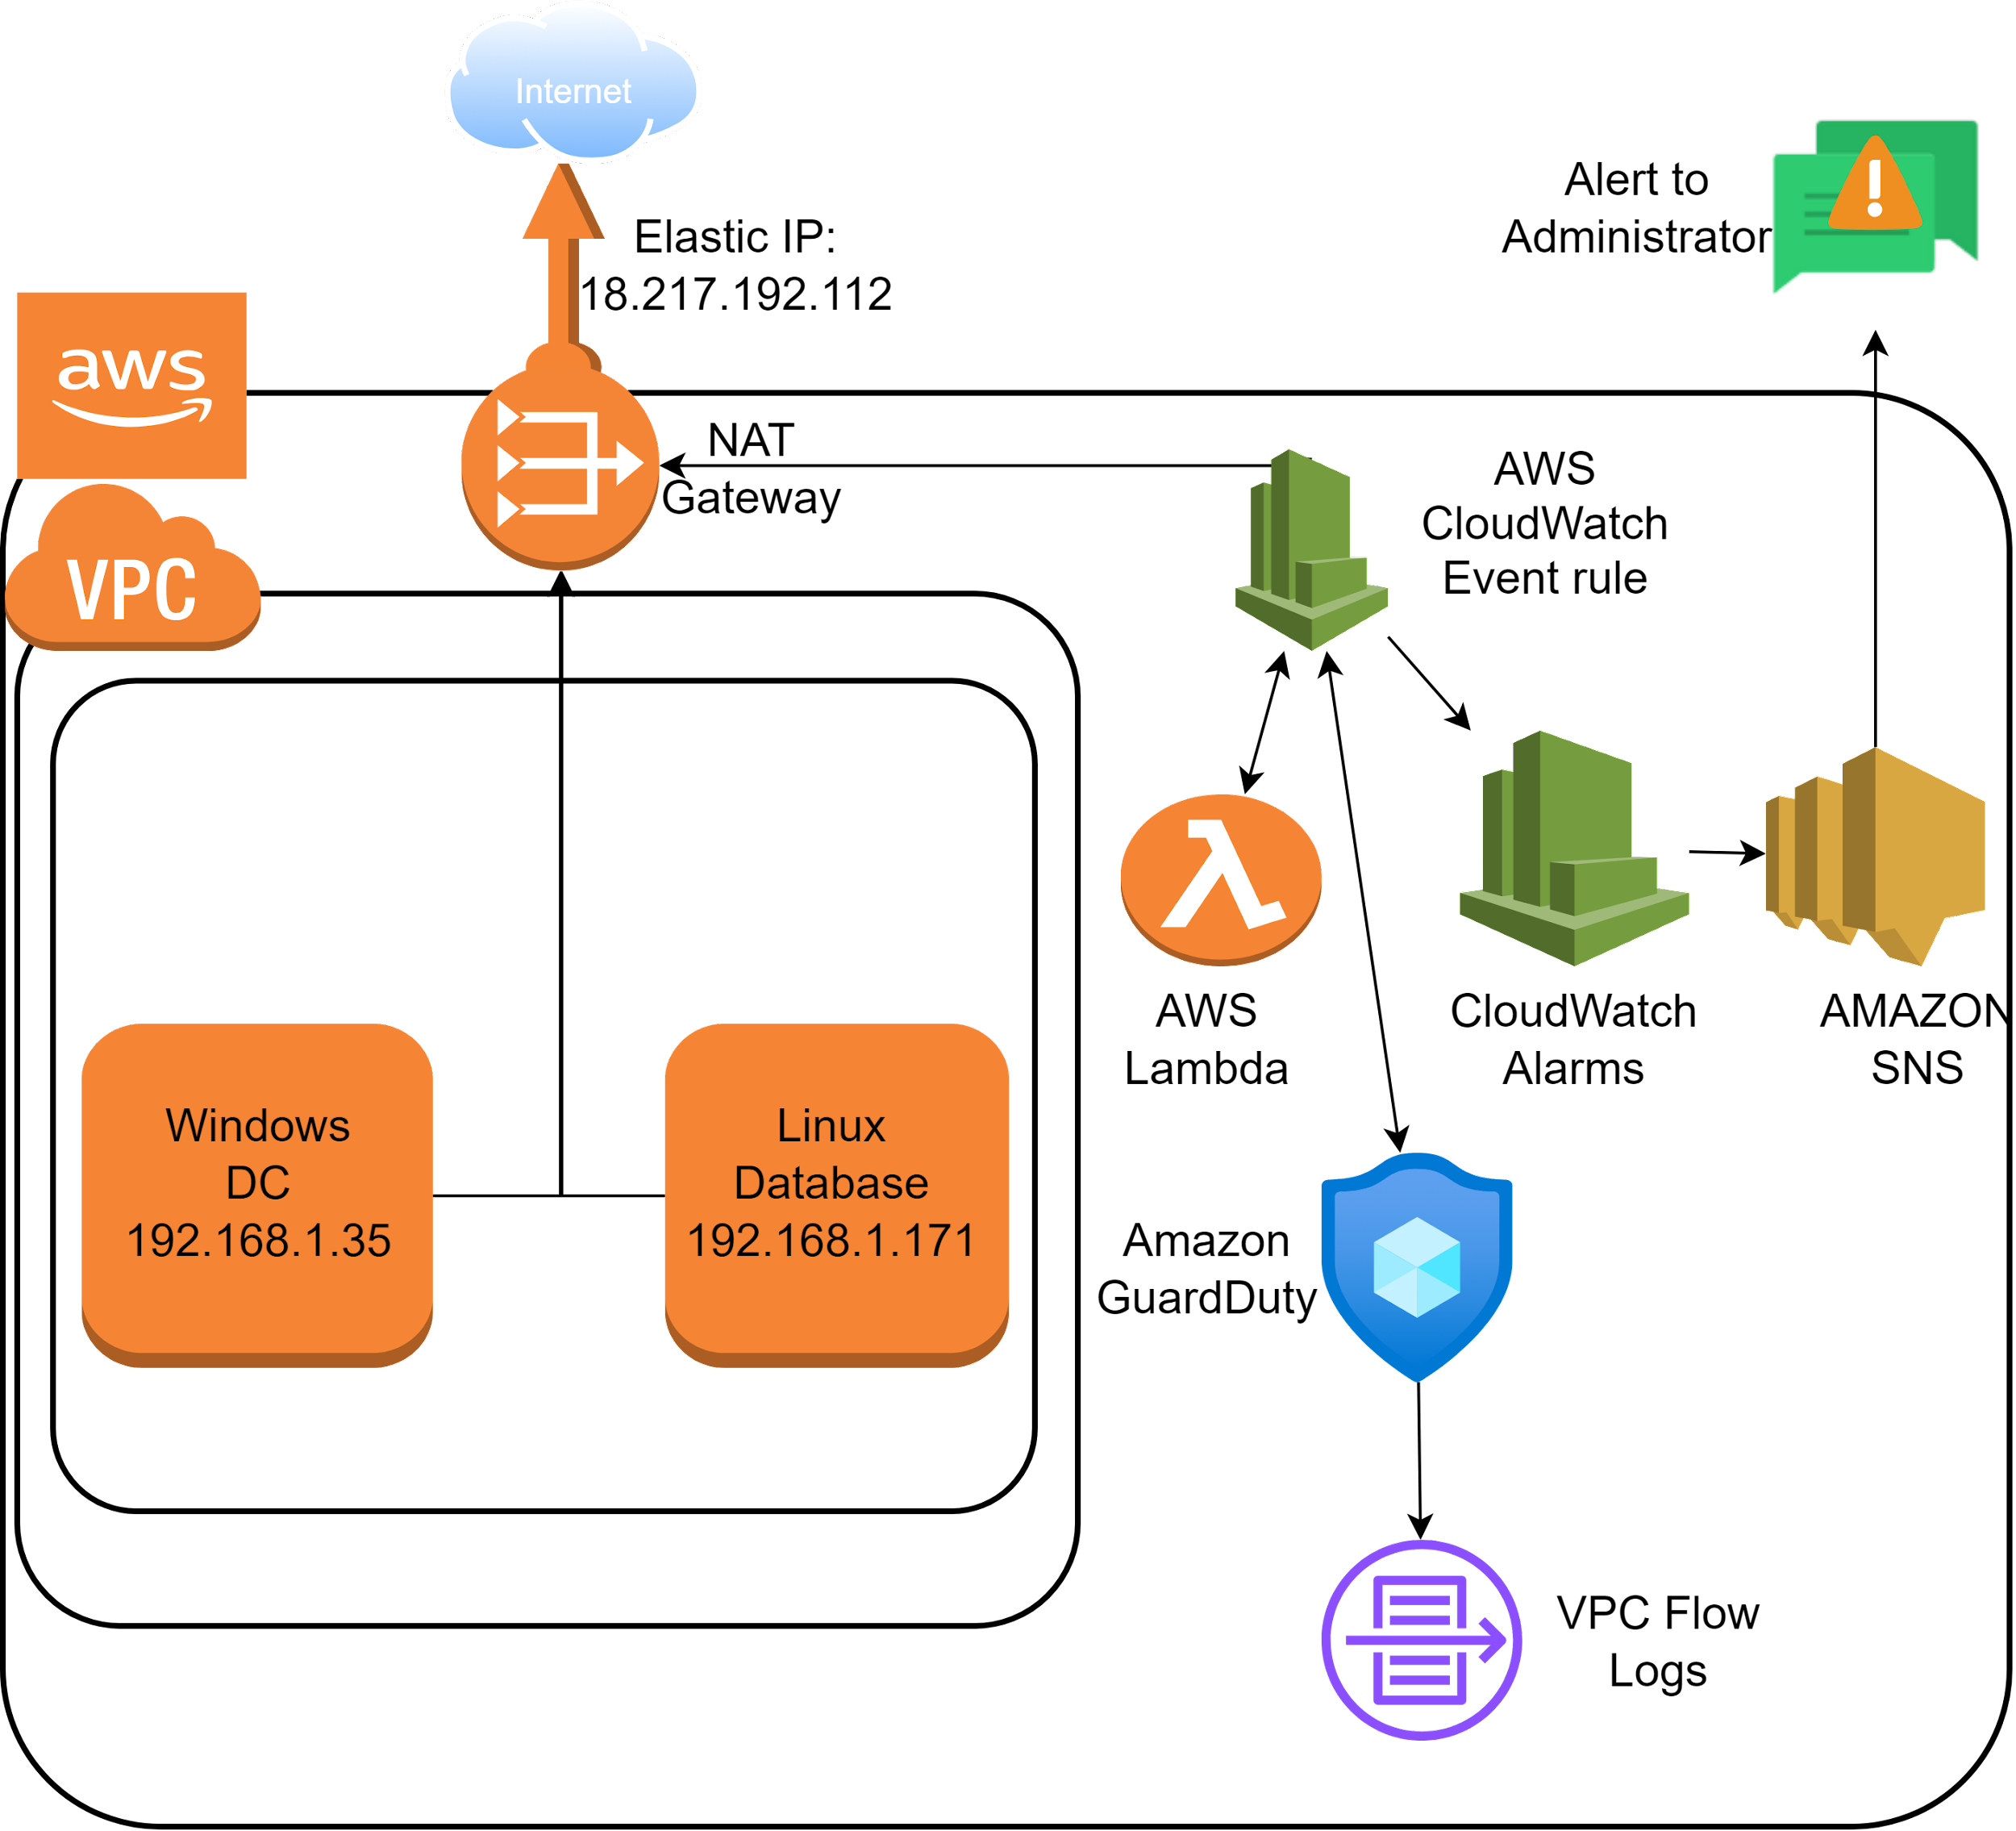 Internet
Alert to
Administrator
Elastic IP:
18.217.192.112
aws
NAT
Gateway
AWS
CloudWatch
Event rule
VPC
AWS
Lambda
CloudWatch
Alarms
AMAZON
SNS
Windows
DC
192.168.1.35
Linux
Database
192.168.1.171
Amazon
GuardDuty
VPC Flow
Logs